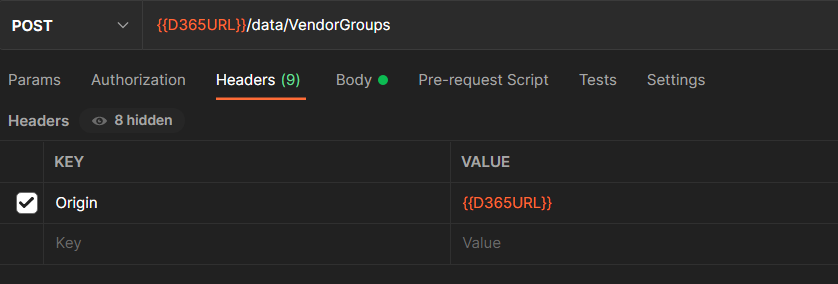 POST {{D365URL}}/data/VendorGroups
Params Authorization Headers (9) Body Pre-request Script Tests Settings
Headers 8 hidden
KEY VALUE
Origin {{D365URL}}
Key Value